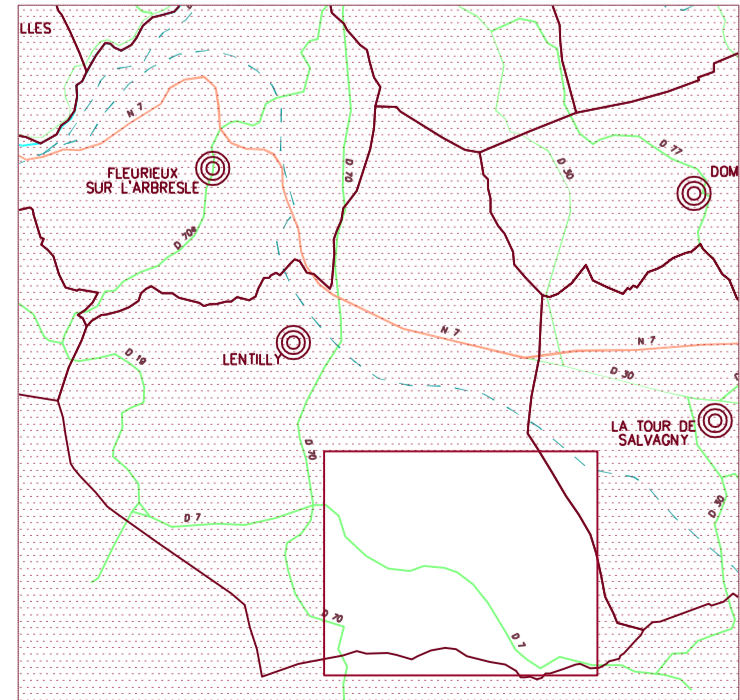 LLES
N 7
FLEURIEUX
SUR L'ARBRESLE
D 70
D 30
D 77
DOM
D 70e
N 7
N 7
LENTILLY
D 19
D 30
LA TOUR DE
SALVAGNY
D 70
D 7
D 30
D 70
D 7